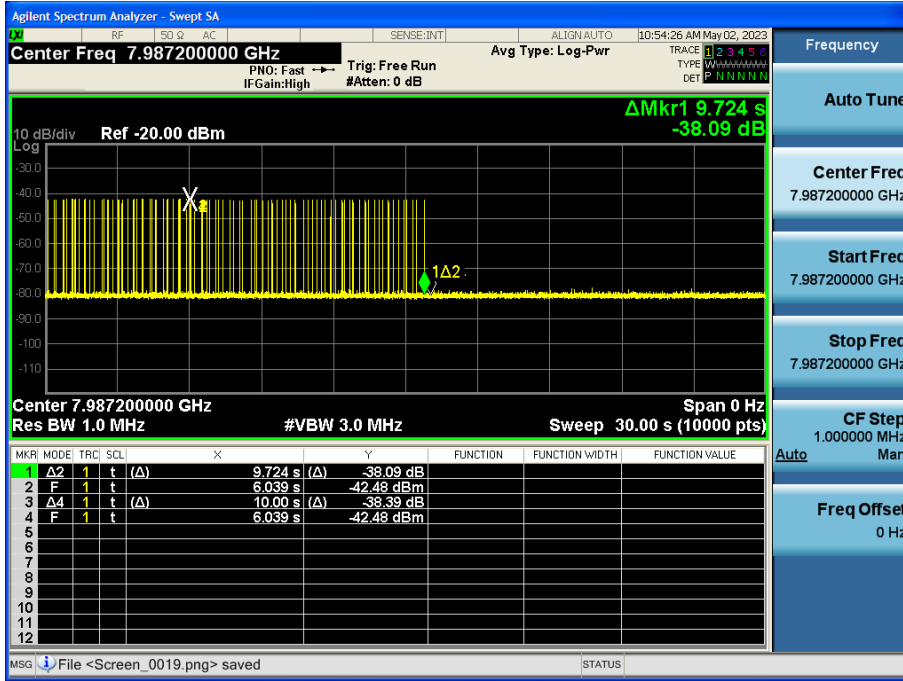 Agilent Spectrum Analyzer - Swept SA
LXI RF 50 Ω AC SENSE:INT ALIGN AUTO 10:54:26 AM May 02, 2023
Center Freq 7.987200000 GHz
PNO: Fast
IFGain:High
Trig: Free Run
#Atten: 0 dB
Avg Type: Log-Pwr
TRACE 1 2 3 4 5 6
TYPE WWWWWW
DET P N N N N N
ΔMkr1 9.724 s
-38.09 dB
10 dB/div Ref -20.00 dBm
Log
-30.0
-40.0
-50.0
-60.0
-70.0
-80.0
-90.0
-100
-110
1Δ2
Center 7.987200000 GHz Span 0 Hz
Res BW 1.0 MHz #VBW 3.0 MHz Sweep 30.00 s (10000 pts)
MKR MODE TRC SCL X Y FUNCTION FUNCTION WIDTH FUNCTION VALUE
1 Δ2 1 t (Δ) 9.724 s (Δ) -38.09 dB
2 F 1 t 6.039 s -42.48 dBm
3 Δ4 1 t (Δ) 10.00 s (Δ) -38.39 dB
4 F 1 t 6.039 s -42.48 dBm
5
6
7
8
9
10
11
12
MSG File <Screen_0019.png> saved STATUS
Frequency
Auto Tune
Center Freq
7.987200000 GHz
Start Freq
7.987200000 GHz
Stop Freq
7.987200000 GHz
CF Step
1.000000 MHz
Auto Man
Freq Offset
0 Hz